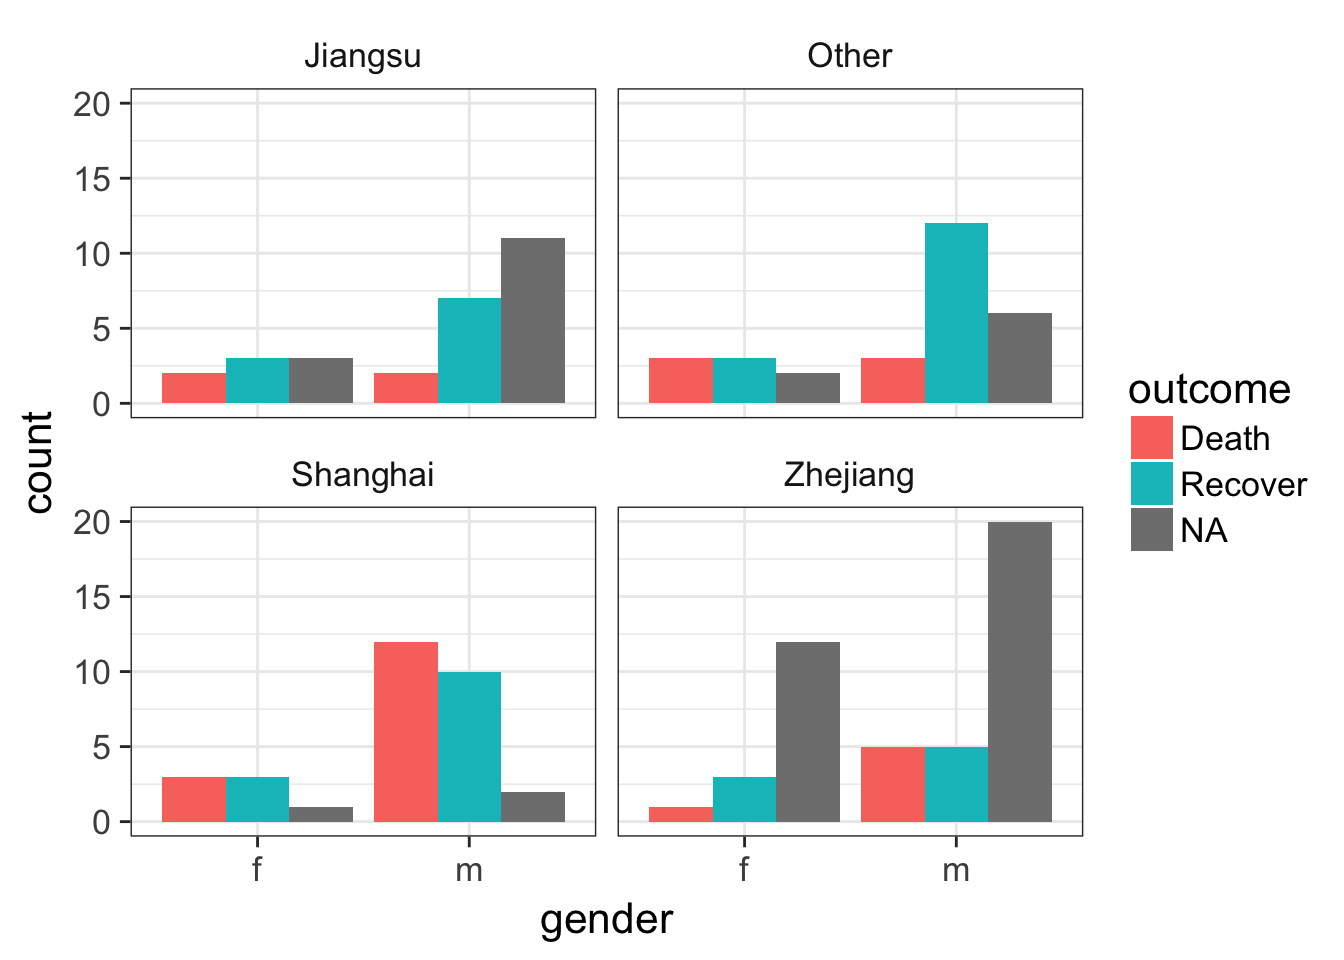 Jiangsu
Other
20
15
10
5
0
Shanghai
Zhejiang
20
15
10
5
0
f
m
f
m
gender
count
outcome
Death
Recover
NA